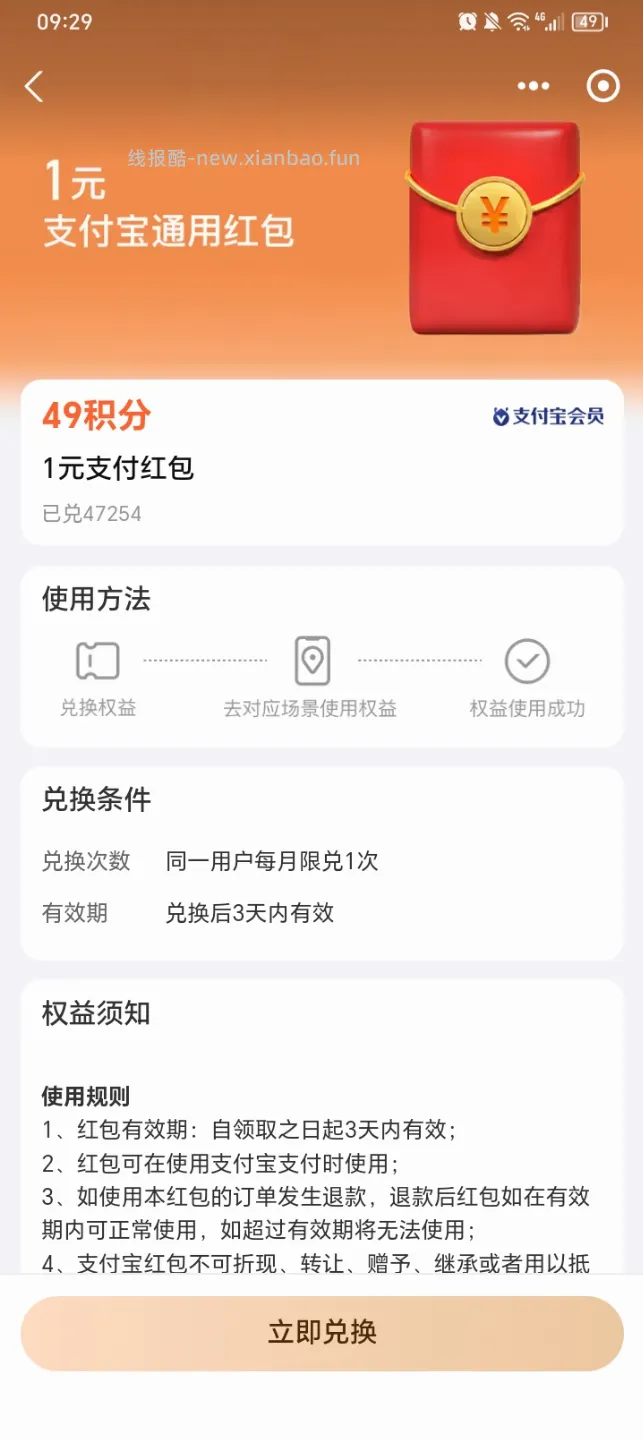 09:29
4G
49
线报酷-new.xianbao.fun
1元
支付宝通用红包
¥
49积分
支付宝会员
1元支付红包
已兑47254
使用方法
兑换权益
去对应场景使用权益
权益使用成功
兑换条件
兑换次数 同一用户每月限兑1次
有效期 兑换后3天内有效
权益须知
使用规则
1、红包有效期：自领取之日起3天内有效；
2、红包可在使用支付宝支付时使用；
3、如使用本红包的订单发生退款，退款后红包如在有效
期内可正常使用，如超过有效期将无法使用；
4、支付宝红包不可折现、转让、赠予、继承或者用以抵
立即兑换